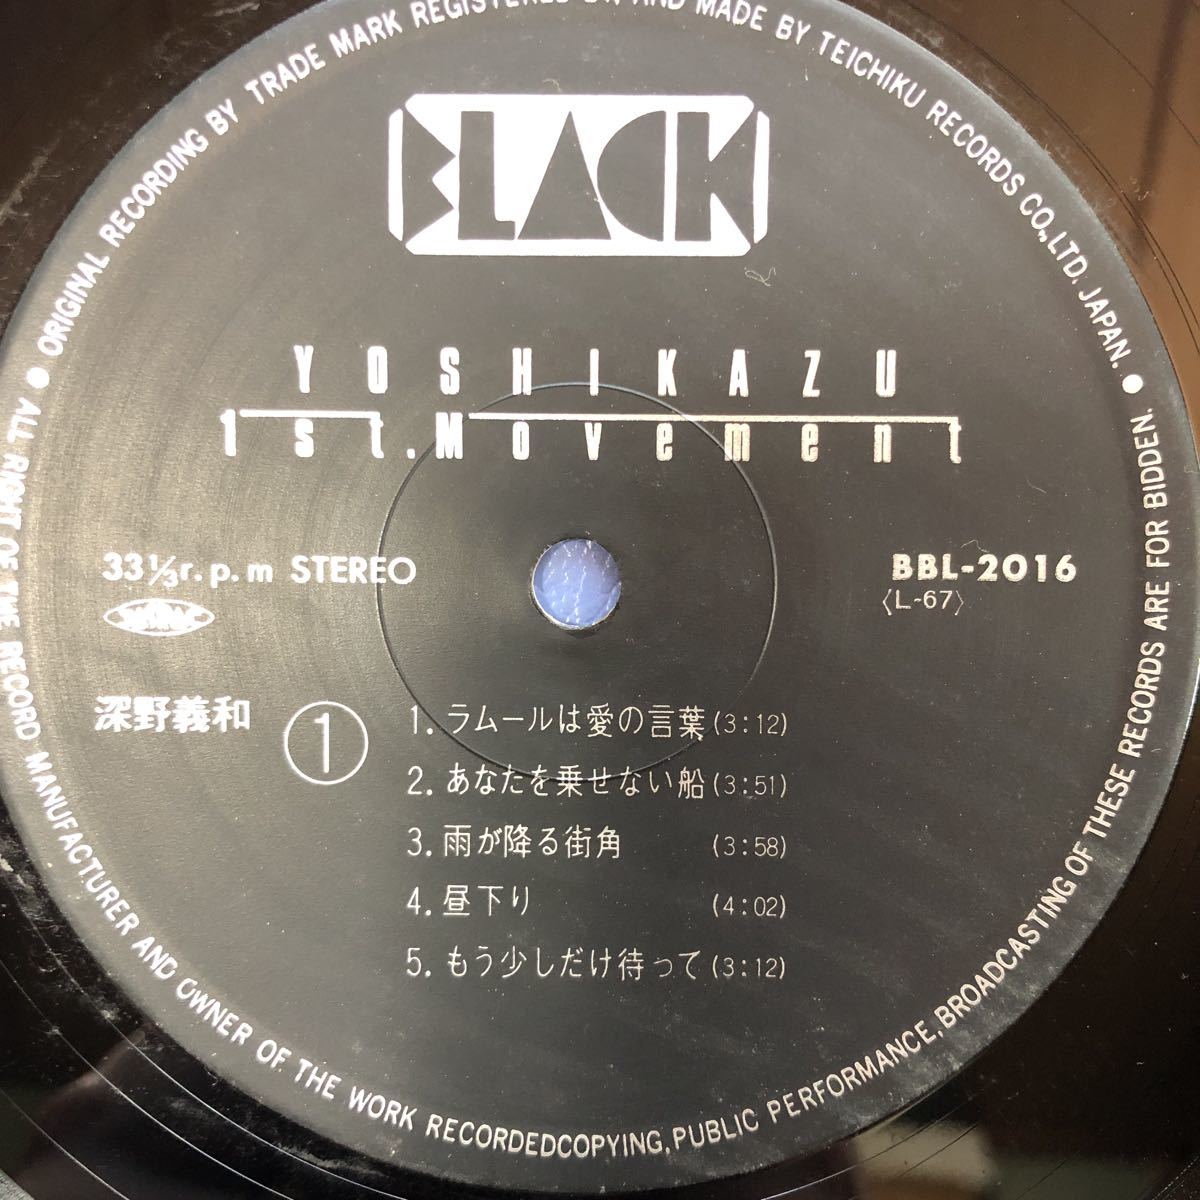 BLACK
YOSHIKAZU
1st. Movement
33 1/3 r.p.m STEREO
BBL-2016
〈L-67〉
深野義和
①
1. ラムールは愛の言葉 (3:12)
2. あなたを乗せない船 (3:51)
3. 雨が降る街角 (3:58)
4. 昼下り (4:02)
5. もう少しだけ待って (3:12)
● ORIGINAL RECORDING BY TRADE MARK REGISTERED AND MADE BY TEICHIKU RECORDS CO., LTD. JAPAN.
● ALL RIGHT OF THE RECORD MANUFACTURER AND OWNER OF THE WORK RECORDEDCOPYING, PUBLIC PERFORMANCE, BROADCASTING OF THESE RECORDS ARE FOR BIDDEN.